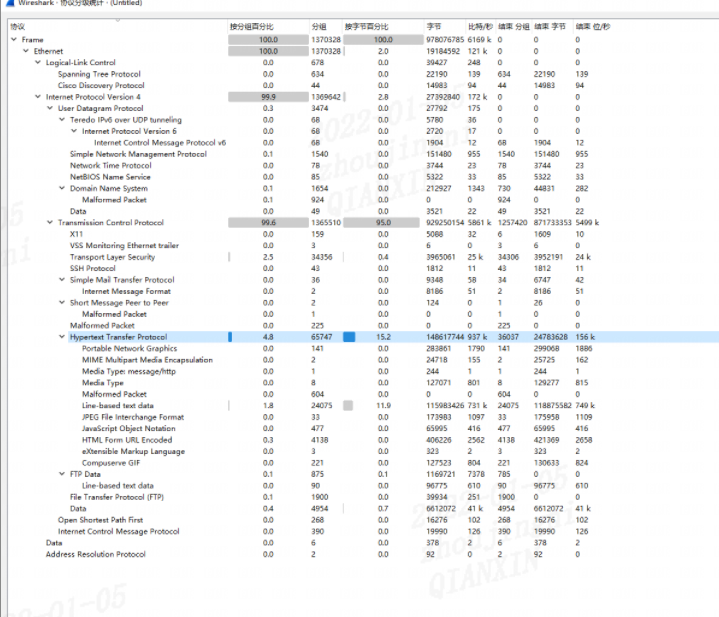 Wireshark · 协议分级统计 · (Untitled)
协议 按分组百分比 分组 按字节百分比 字节 比特/秒 结束 分组 结束 字节 结束 位/秒
Frame 100.0 1370328 100.0 978076785 6169 k 0 0 0
Ethernet 100.0 1370328 2.0 19184592 121 k 0 0 0
Logical-Link Control 0.0 678 0.0 39427 248 0 0 0
Spanning Tree Protocol 0.0 634 0.0 22190 139 634 22190 139
Cisco Discovery Protocol 0.0 44 0.0 14983 94 44 14983 94
Internet Protocol Version 4 99.9 1369642 2.8 27392840 172 k 0 0 0
User Datagram Protocol 0.3 3474 0.0 27792 175 0 0 0
Teredo IPv6 over UDP tunneling 0.0 68 0.0 5780 36 0 0 0
Internet Protocol Version 6 0.0 68 0.0 2720 17 0 0 0
Internet Control Message Protocol v6 0.0 68 0.0 1904 12 68 1904 12
Simple Network Management Protocol 0.1 1540 0.0 151480 955 1540 151480 955
Network Time Protocol 0.0 78 0.0 3744 23 78 3744 23
NetBIOS Name Service 0.0 85 0.0 5322 33 85 5322 33
Domain Name System 0.1 1654 0.0 212927 1343 730 44831 282
Malformed Packet 0.1 924 0.0 0 0 924 0 0
Data 0.0 49 0.0 3521 22 49 3521 22
Transmission Control Protocol 99.6 1365510 95.0 929250154 5861 k 1257420 871733353 5499 k
X11 0.0 159 0.0 5088 32 6 1609 10
VSS Monitoring Ethernet trailer 0.0 3 0.0 6 0 3 6 0
Transport Layer Security 2.5 34356 0.4 3965061 25 k 34306 3952191 24 k
SSH Protocol 0.0 43 0.0 1812 11 43 1812 11
Simple Mail Transfer Protocol 0.0 36 0.0 9348 58 34 6747 42
Internet Message Format 0.0 2 0.0 8186 51 2 8186 51
Short Message Peer to Peer 0.0 2 0.0 124 0 1 26 0
Malformed Packet 0.0 1 0.0 0 0 1 0 0
Malformed Packet 0.0 225 0.0 0 0 225 0 0
Hypertext Transfer Protocol 4.8 65747 15.2 148617744 937 k 36037 24783628 156 k
Portable Network Graphics 0.0 141 0.0 283861 1790 141 299068 1886
MIME Multipart Media Encapsulation 0.0 2 0.0 24718 155 2 25725 162
Media Type: message/http 0.0 1 0.0 244 1 1 244 1
Media Type 0.0 8 0.0 127071 801 8 129277 815
Malformed Packet 0.0 604 0.0 0 0 604 0 0
Line-based text data 1.8 24075 11.9 115983426 731 k 24075 118875582 749 k
JPEG File Interchange Format 0.0 33 0.0 173983 1097 33 175958 1109
JavaScript Object Notation 0.0 477 0.0 65995 416 477 65995 416
HTML Form URL Encoded 0.3 4138 0.0 406226 2562 4138 421369 2658
eXtensible Markup Language 0.0 3 0.0 323 2 3 323 2
Compuserve GIF 0.0 221 0.0 127523 804 221 130633 824
FTP Data 0.1 875 0.1 1169721 7378 785 0 0
Line-based text data 0.0 90 0.0 96775 610 90 96775 610
File Transfer Protocol (FTP) 0.1 1900 0.0 39934 251 1900 0 0
Data 0.4 4954 0.7 6612072 41 k 4954 6612072 41 k
Open Shortest Path First 0.0 268 0.0 16276 102 268 16276 102
Internet Control Message Protocol 0.0 390 0.0 19990 126 390 19990 126
Data 0.0 6 0.0 378 2 6 378 2
Address Resolution Protocol 0.0 2 0.0 92 0 2 92 0
QIANXIN
QIANXIN